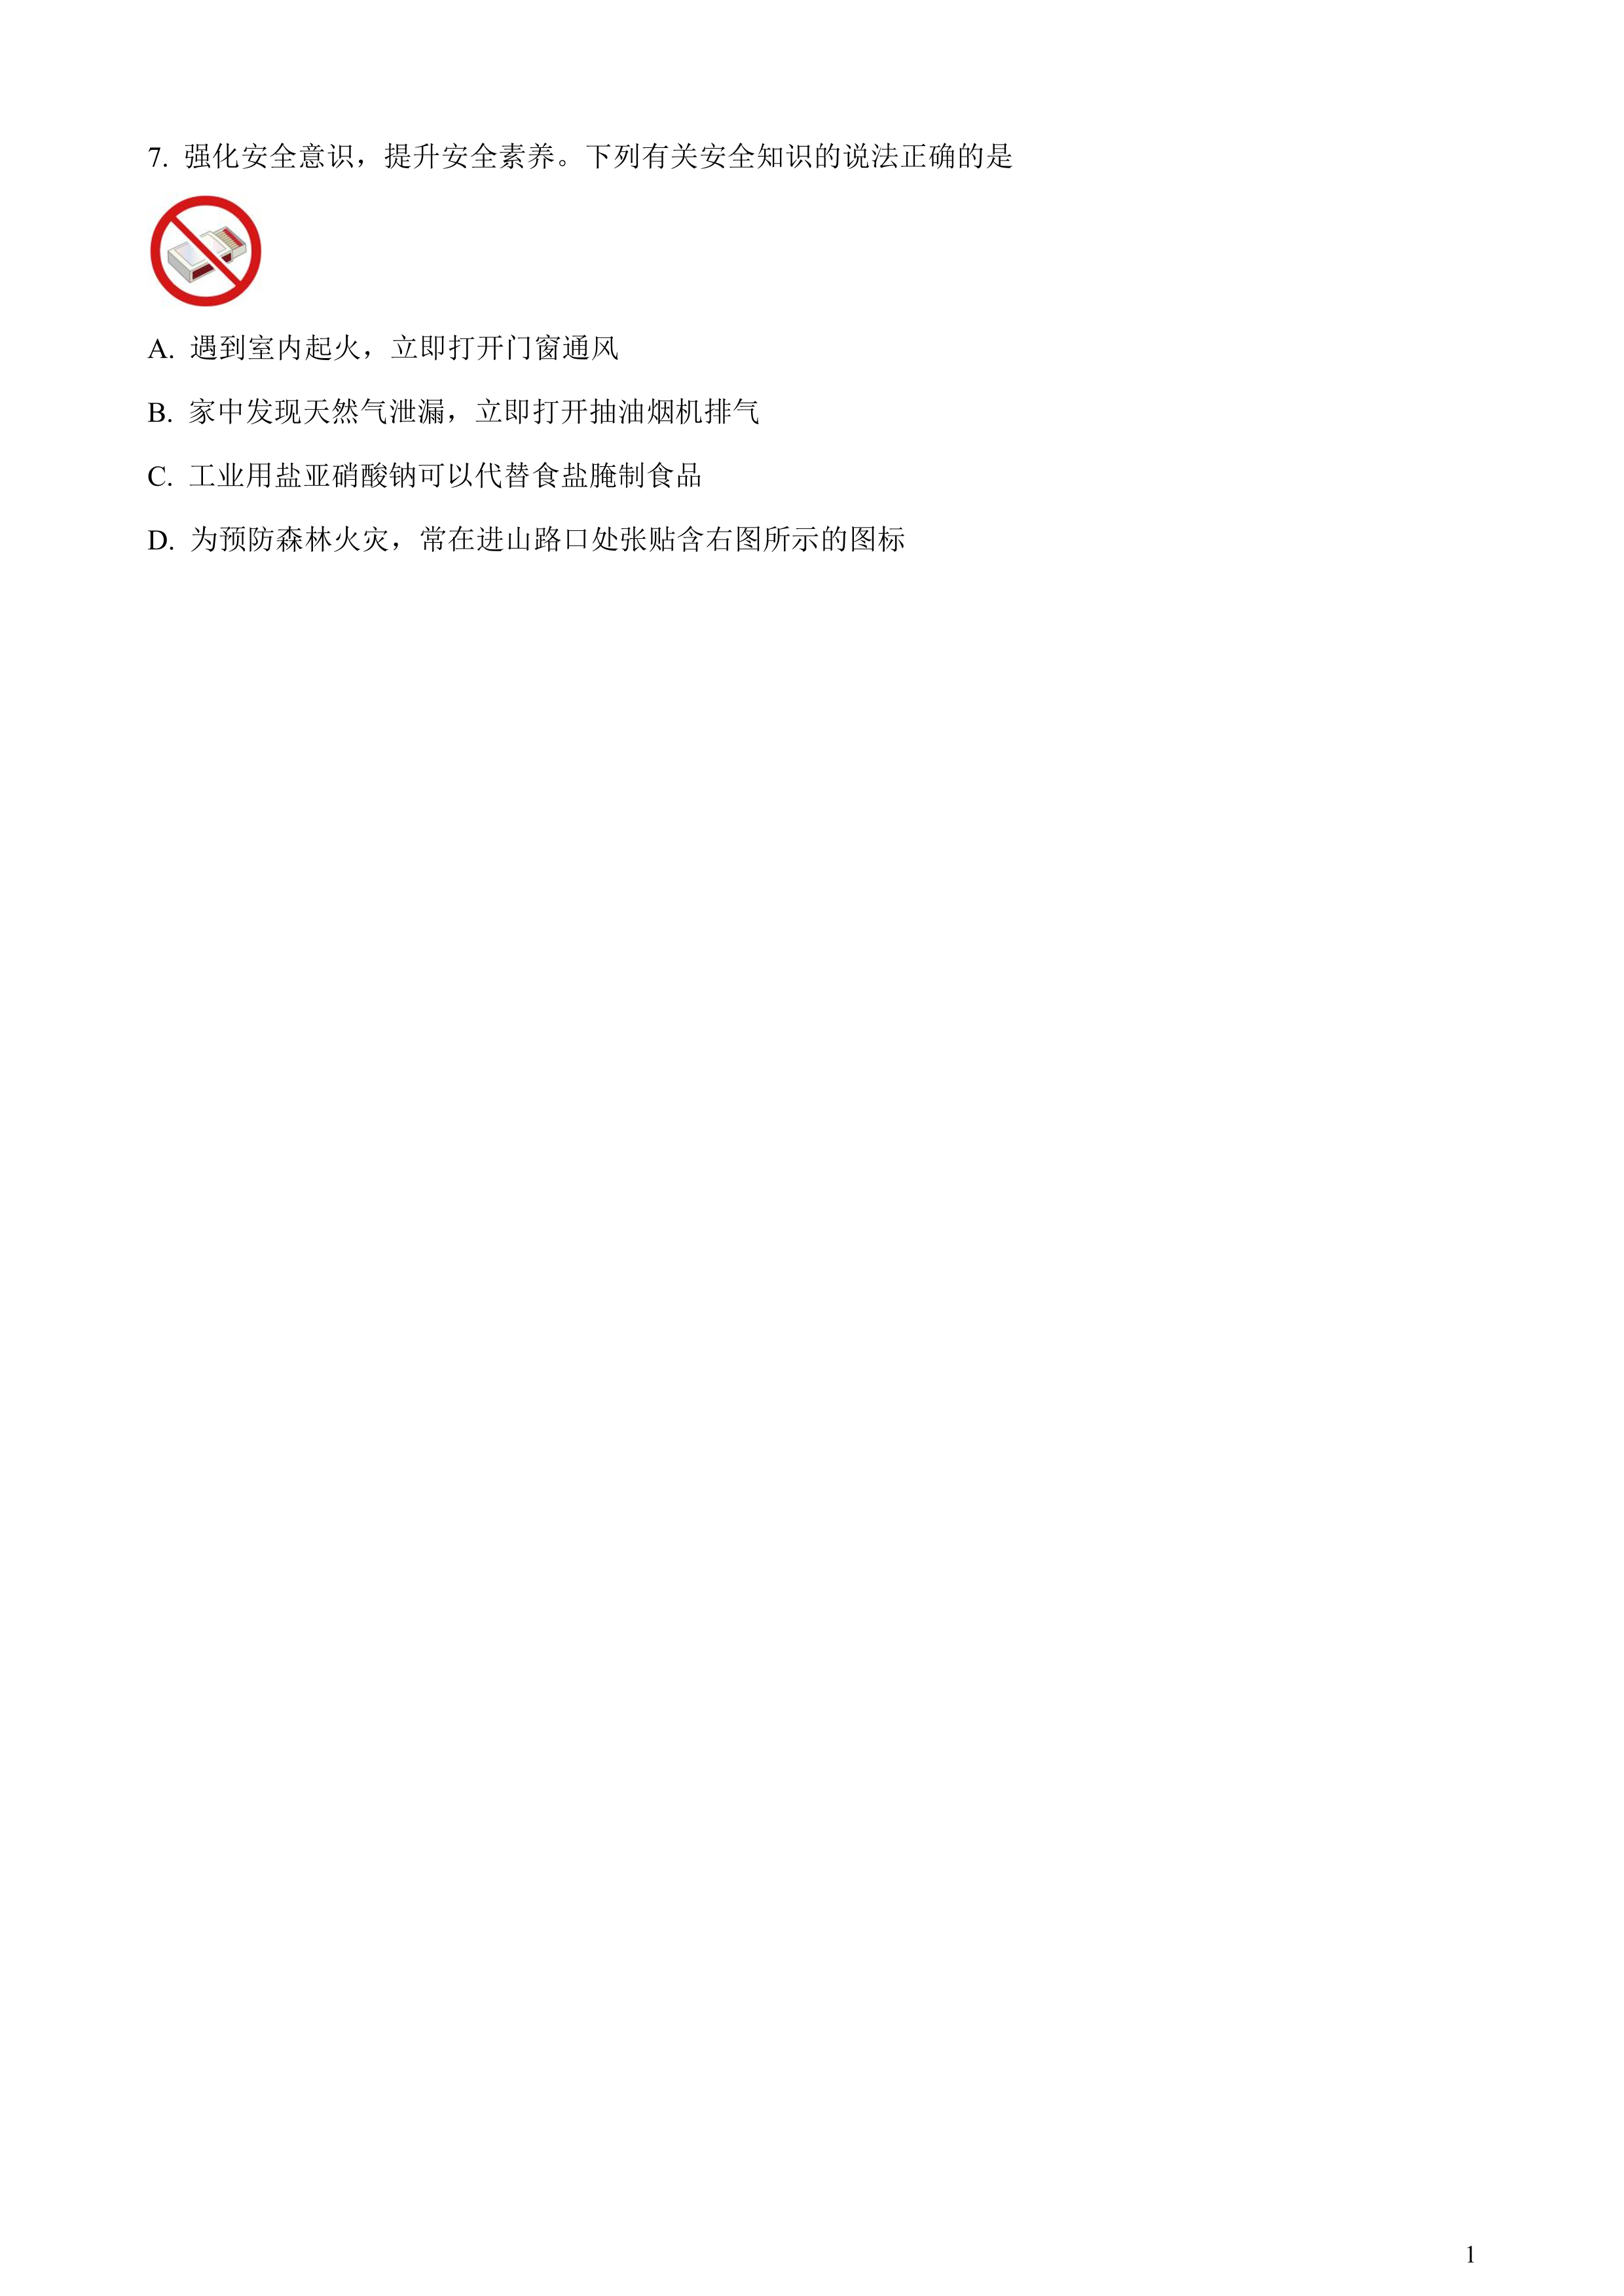 7. 强化安全意识，提升安全素养。下列有关安全知识的说法正确的是
A. 遇到室内起火，立即打开门窗通风
B. 家中发现天然气泄漏，立即打开抽油烟机排气
C. 工业用盐亚硝酸钠可以代替食盐腌制食品
D. 为预防森林火灾，常在进山路口处张贴含右图所示的图标
1